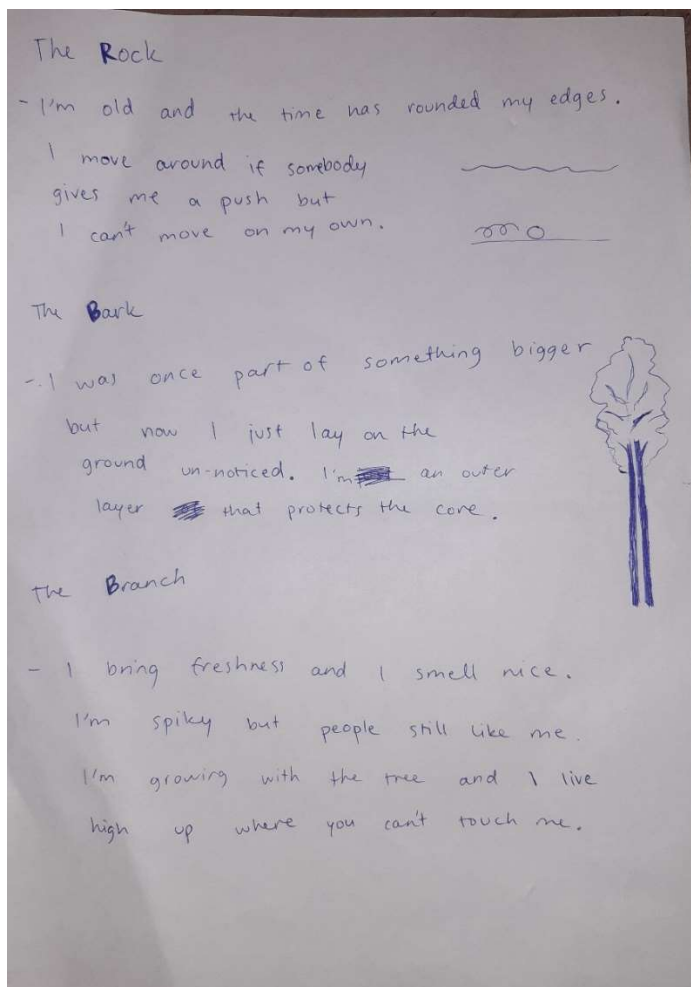 The Rock
- I'm old and the time has rounded my edges.
I move around if somebody
gives me a push but
I can't move on my own.
The Bark
- I was once part of something bigger
but now I just lay on the
ground un-noticed. I'm an outer
layer that protects the core.
The Branch
- I bring freshness and I smell nice.
I'm spiky but people still like me.
I'm growing with the tree and I live
high up where you can't touch me.